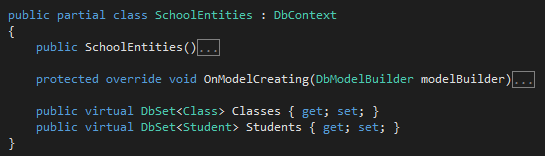 public partial class SchoolEntities : DbContext
{
public SchoolEntities()...
protected override void OnModelCreating(DbModelBuilder modelBuilder)...
public virtual DbSet<Class> Classes { get; set; }
public virtual DbSet<Student> Students { get; set; }
}